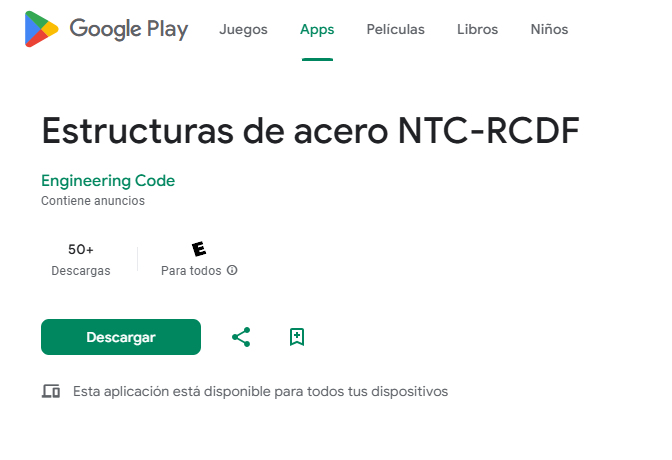 Google Play Juegos Apps Películas Libros Niños
Estructuras de acero NTC-RCDF
Engineering Code
Contiene anuncios
50+ E
Descargas Para todos
Descargar
Esta aplicación está disponible para todos tus dispositivos